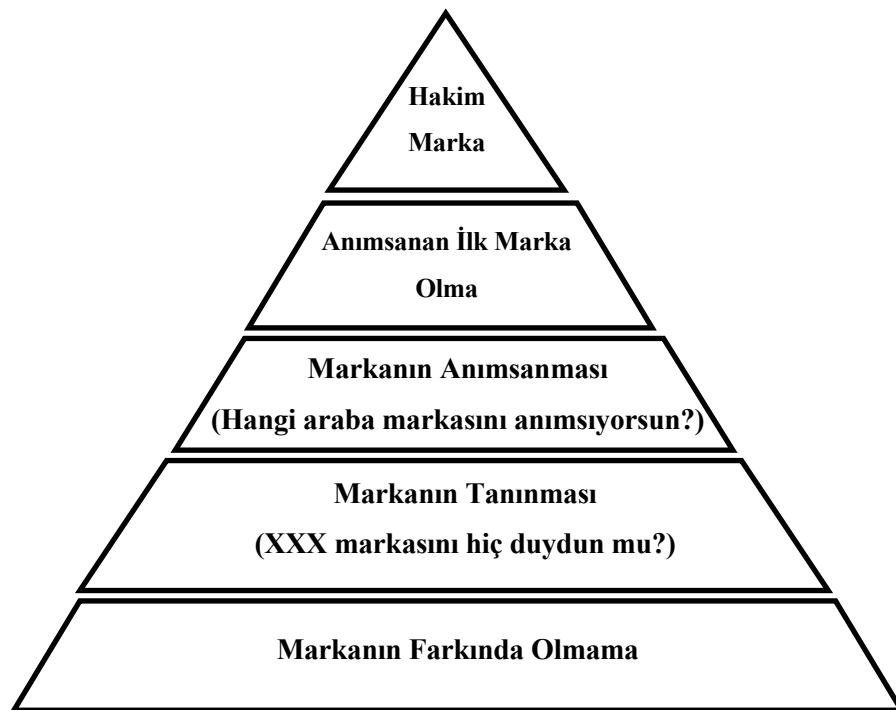 Hakim
Marka
Anımsanan İlk Marka
Olma
Markanın Anımsanması
(Hangi araba markasını anımsıyorsun?)
Markanın Tanınması
(XXX markasını hiç duydun mu?)
Markanın Farkında Olmama